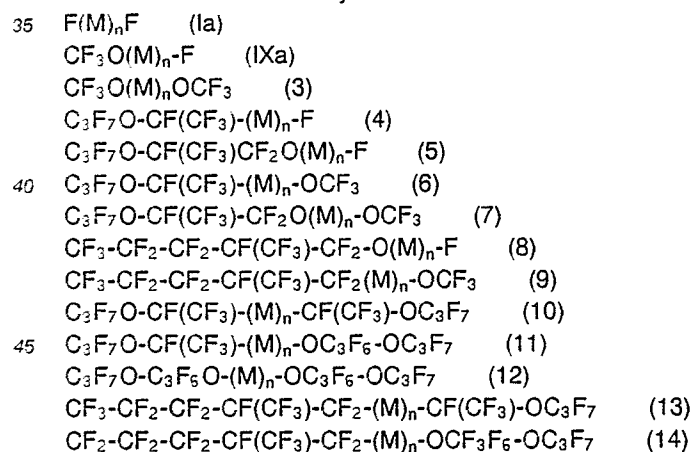 35 F(M)ₙF (Ia)
CF₃O(M)ₙ-F (IXa)
CF₃O(M)ₙOCF₃ (3)
C₃F₇O-CF(CF₃)-(M)ₙ-F (4)
C₃F₇O-CF(CF₃)CF₂O(M)ₙ-F (5)
40 C₃F₇O-CF(CF₃)-(M)ₙ-OCF₃ (6)
C₃F₇O-CF(CF₃)-CF₂O(M)ₙ-OCF₃ (7)
CF₃-CF₂-CF₂-CF(CF₃)-CF₂-O(M)ₙ-F (8)
CF₃-CF₂-CF₂-CF(CF₃)-CF₂(M)ₙ-OCF₃ (9)
C₃F₇O-CF(CF₃)-(M)ₙ-CF(CF₃)-OC₃F₇ (10)
45 C₃F₇O-CF(CF₃)-(M)ₙ-OC₃F₆-OC₃F₇ (11)
C₃F₇O-C₃F₆O-(M)ₙ-OC₃F₆-OC₃F₇ (12)
CF₃-CF₂-CF₂-CF(CF₃)-CF₂-(M)ₙ-CF(CF₃)-OC₃F₇ (13)
CF₂-CF₂-CF₂-CF(CF₃)-CF₂-(M)ₙ-OCF₃F₆-OC₃F₇ (14)